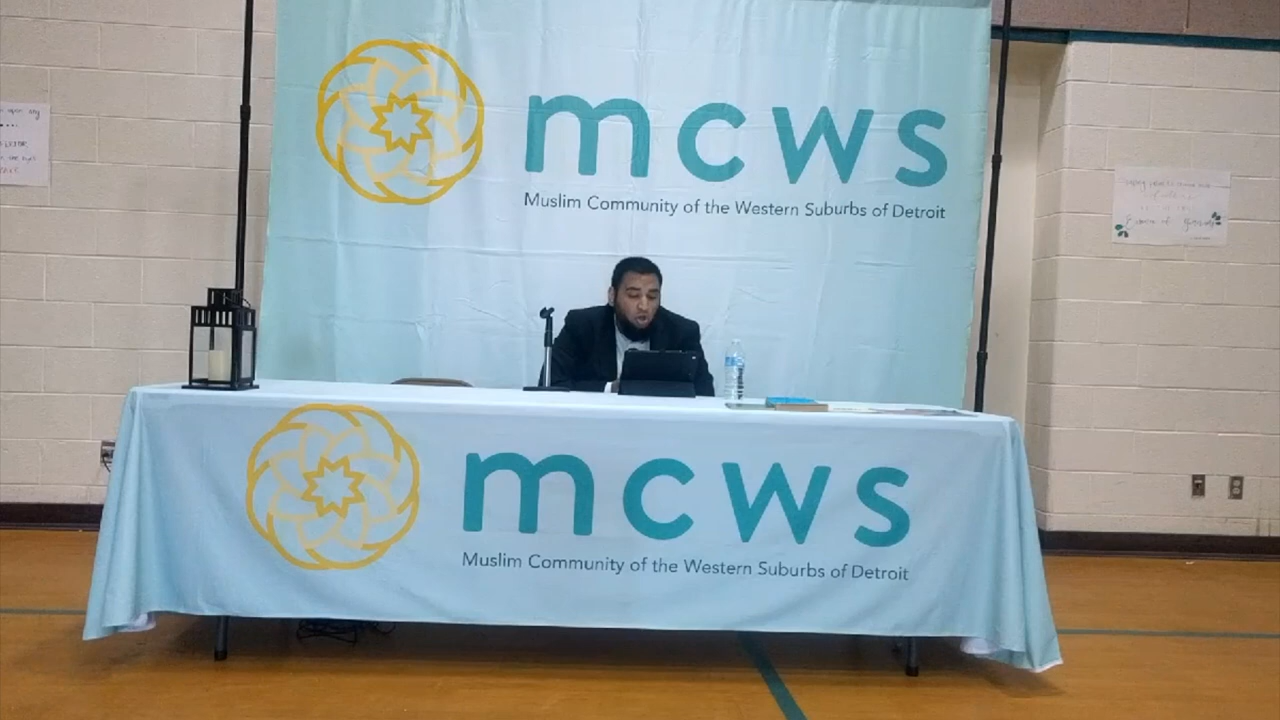 mcws
Muslim Community of the Western Suburbs of Detroit
mcws
Muslim Community of the Western Suburbs of Detroit